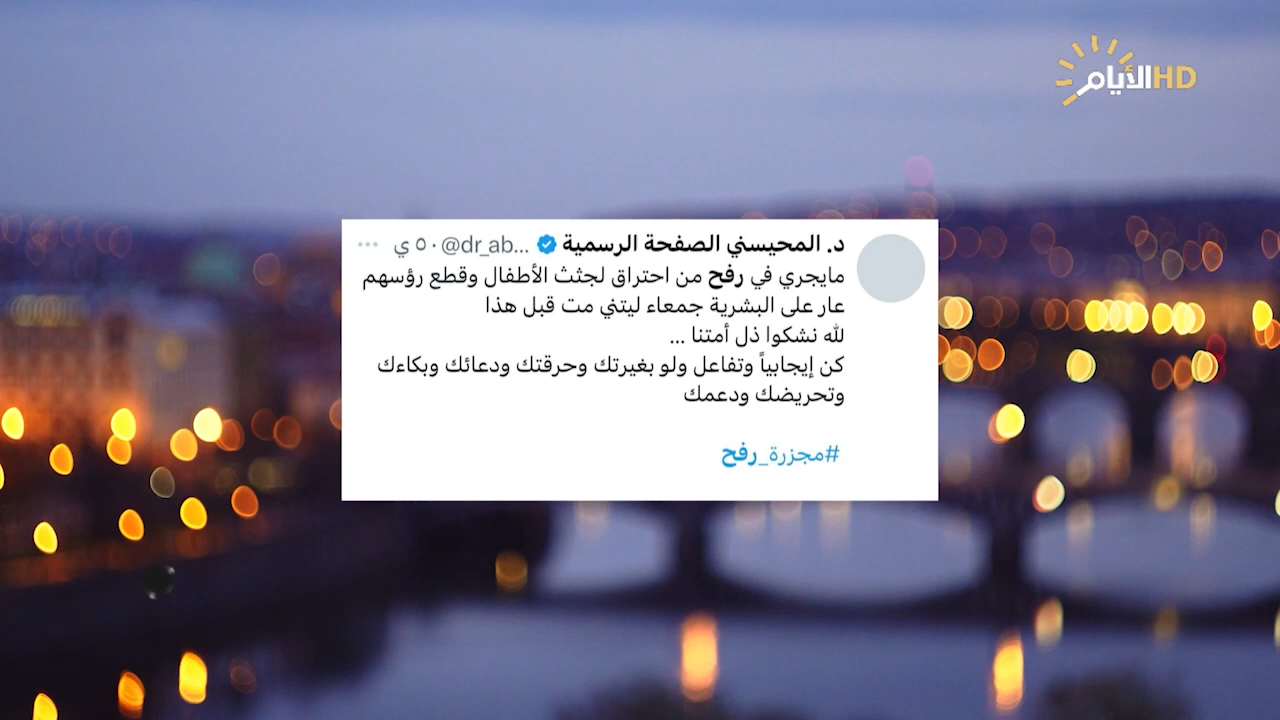 الأيام HD
د. المحيسني الصفحة الرسمية @dr_ab... · ٥ ي ...
مايجري في رفح من احتراق لجثث الأطفال وقطع رؤسهم
عار على البشرية جمعاء ليتني مت قبل هذا
لله نشكوا ذل أمتنا ...
كن إيجابياً وتفاعل ولو بغيرتك وحرقتك ودعائك وبكاءك
وتحريضك ودعمك
#مجزرة_رفح